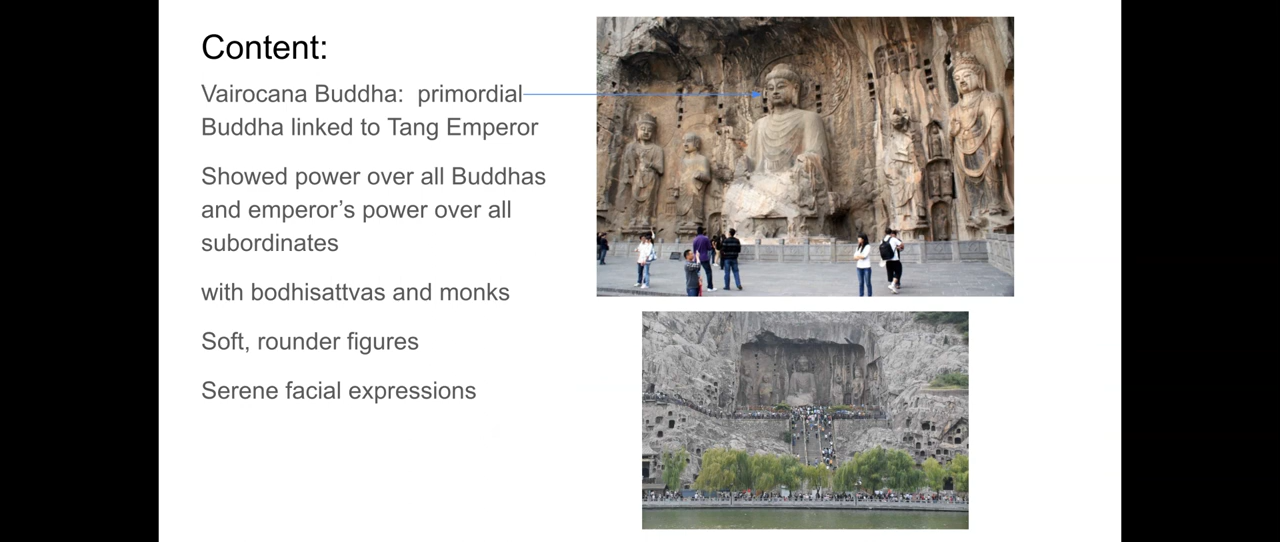 Content:
Vairocana Buddha:  primordial
Buddha linked to Tang Emperor
Showed power over all Buddhas
and emperor’s power over all
subordinates
with bodhisattvas and monks
Soft, rounder figures
Serene facial expressions